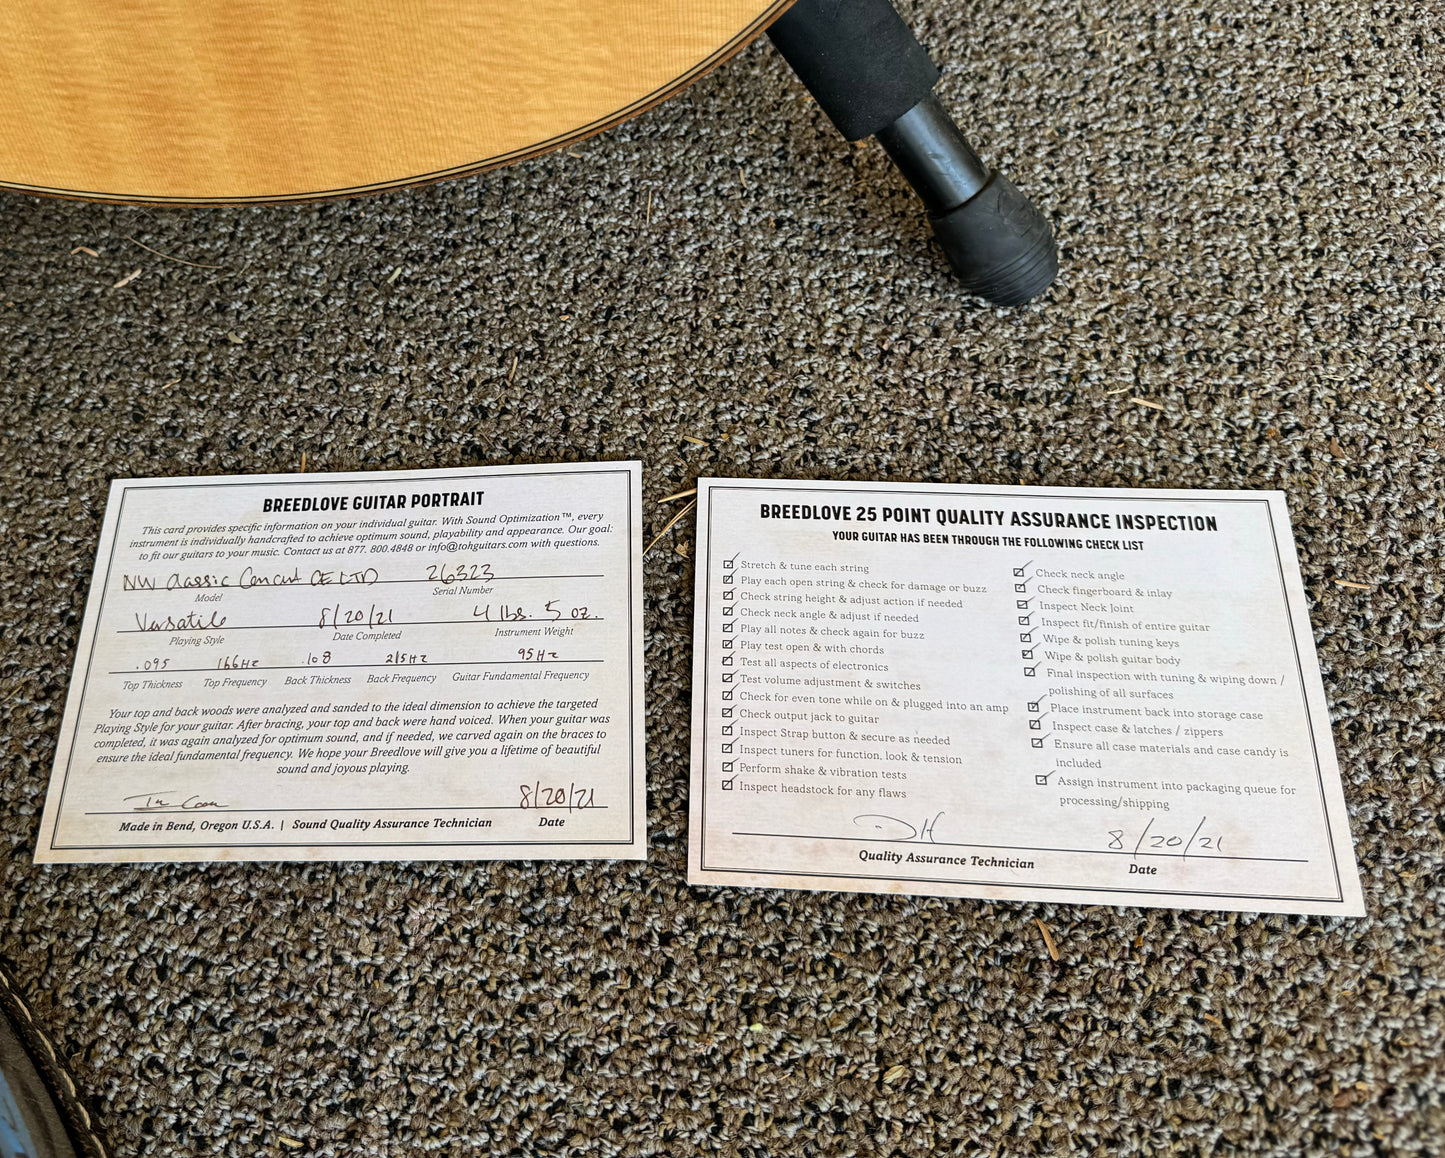 BREEDLOVE GUITAR PORTRAIT
This card provides specific information on your individual guitar. With Sound Optimization™, every
instrument is individually handcrafted to achieve optimum sound, playability and appearance. Our goal:
to fit our guitars to your music. Contact us at 877. 800.4848 or info@tohguitars.com with questions.
NW Classic Concert CE LTD 26323
Model Serial Number
Versatile 8/20/21 4 lbs. 5 oz.
Playing Style Date Completed Instrument Weight
.095 166Hz .108 215Hz 95Hz
Top Thickness Top Frequency Back Thickness Back Frequency Guitar Fundamental Frequency
Your top and back woods were analyzed and sanded to the ideal dimension to achieve the targeted
Playing Style for your guitar. After bracing, your top and back were hand voiced. When your guitar was
completed, it was again analyzed for optimum sound, and if needed, we carved again on the braces to
ensure the ideal fundamental frequency. We hope your Breedlove will give you a lifetime of beautiful
sound and joyous playing.
8/20/21
Made in Bend, Oregon U.S.A. | Sound Quality Assurance Technician Date
BREEDLOVE 25 POINT QUALITY ASSURANCE INSPECTION
YOUR GUITAR HAS BEEN THROUGH THE FOLLOWING CHECK LIST
Stretch & tune each string
Play each open string & check for damage or buzz
Check string height & adjust action if needed
Check neck angle & adjust if needed
Play all notes & check again for buzz
Play test open & with chords
Test all aspects of electronics
Test volume adjustment & switches
Check for even tone while on & plugged into an amp
Check output jack to guitar
Inspect Strap button & secure as needed
Inspect tuners for function, look & tension
Perform shake & vibration tests
Inspect headstock for any flaws
Check neck angle
Check fingerboard & inlay
Inspect Neck Joint
Inspect fit/finish of entire guitar
Wipe & polish tuning keys
Wipe & polish guitar body
Final inspection with tuning & wiping down /
polishing of all surfaces
Place instrument back into storage case
Inspect case & latches / zippers
Ensure all case materials and case candy is
included
Assign instrument into packaging queue for
processing/shipping
8/20/21
Quality Assurance Technician Date